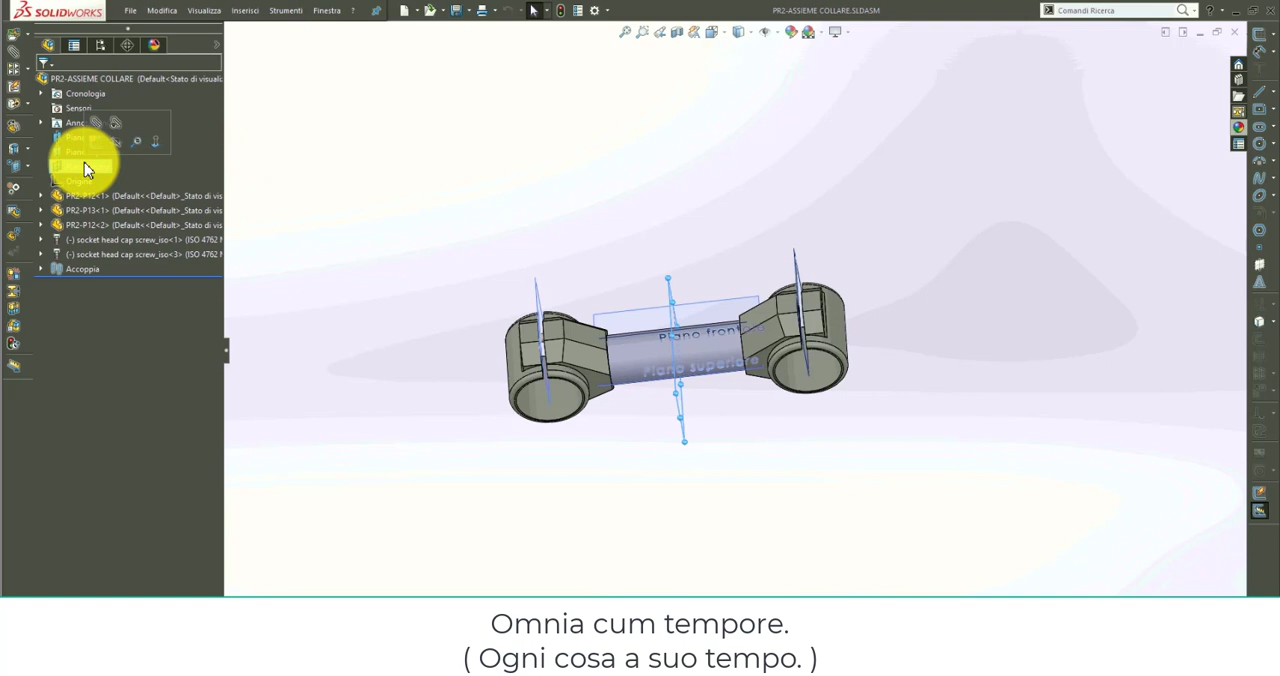 SOLIDWORKS
File Modifica Visualizza Inserisci Strumenti Finestra ?
PR2-ASSIEME COLLARE.SLDASM
Comandi Ricerca
PR2-ASSIEME COLLARE (Default<Stato di visualiz
Cronologia
Sensori
Anno
Origine
PR2-P12<1> (Default<<Default>_Stato di vis
PR2-P13<1> (Default<<Default>_Stato di vis
PR2-P12<2> (Default<<Default>_Stato di vis
(-) socket head cap screw_iso<1> (ISO 4762 M
(-) socket head cap screw_iso<3> (ISO 4762 M
Accoppia
Piano frontale
Piano superiore
Omnia cum tempore.
( Ogni cosa a suo tempo. )